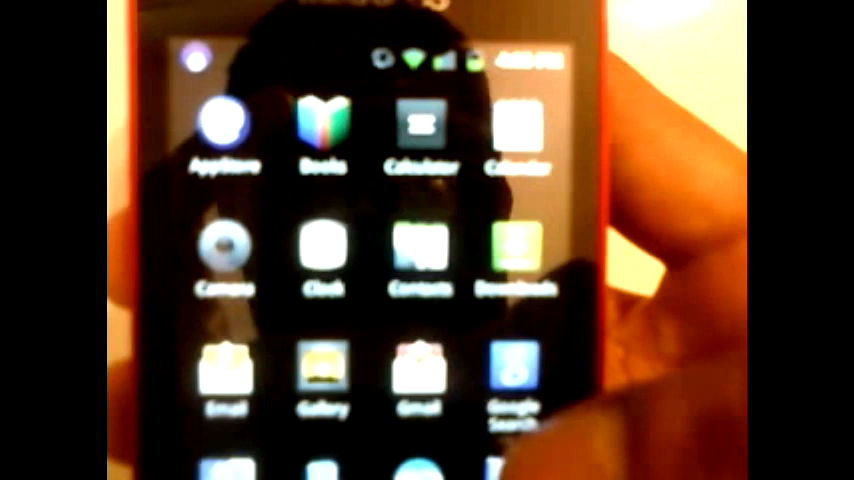 AppStore Books Calculator Calendar
Camera Clock Contacts Downloads
Email Gallery Gmail Google
Search